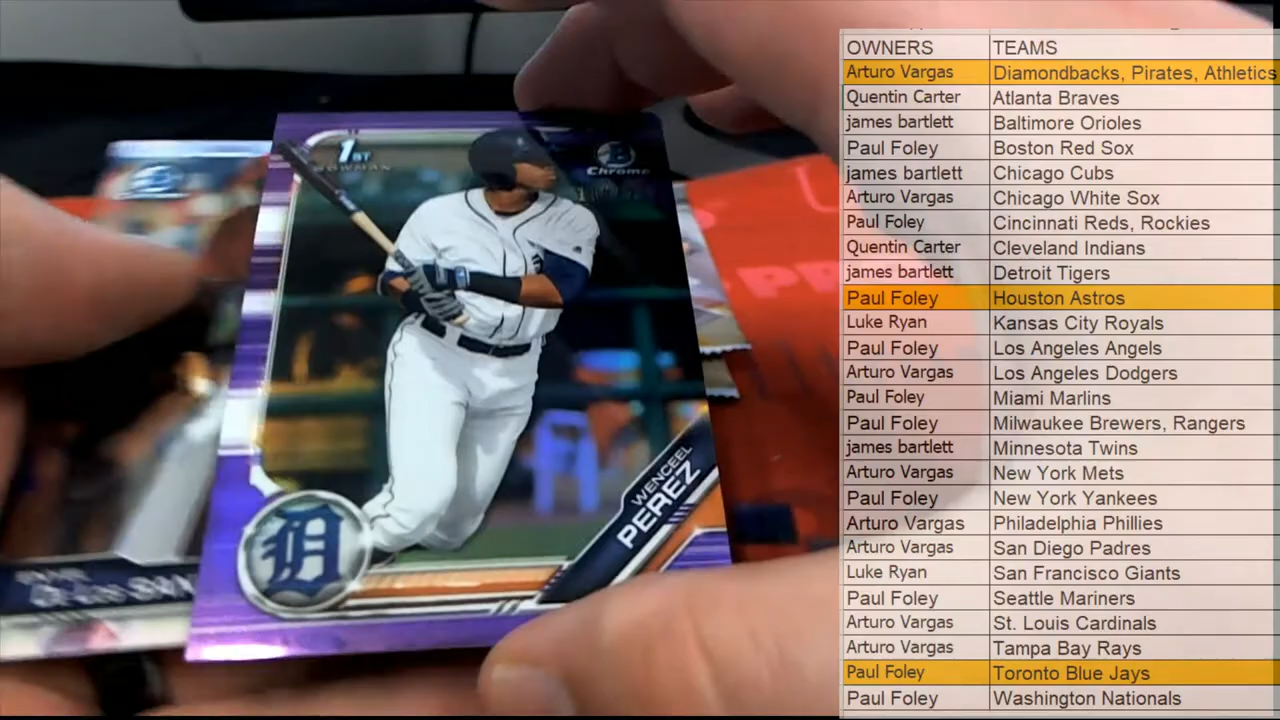 1ST
BOWMAN
Chrome
WENCEEL
PEREZ
OWNERS TEAMS
Arturo Vargas Diamondbacks, Pirates, Athletics
Quentin Carter Atlanta Braves
james bartlett Baltimore Orioles
Paul Foley Boston Red Sox
james bartlett Chicago Cubs
Arturo Vargas Chicago White Sox
Paul Foley Cincinnati Reds, Rockies
Quentin Carter Cleveland Indians
james bartlett Detroit Tigers
Paul Foley Houston Astros
Luke Ryan Kansas City Royals
Paul Foley Los Angeles Angels
Arturo Vargas Los Angeles Dodgers
Paul Foley Miami Marlins
Paul Foley Milwaukee Brewers, Rangers
james bartlett Minnesota Twins
Arturo Vargas New York Mets
Paul Foley New York Yankees
Arturo Vargas Philadelphia Phillies
Arturo Vargas San Diego Padres
Luke Ryan San Francisco Giants
Paul Foley Seattle Mariners
Arturo Vargas St. Louis Cardinals
Arturo Vargas Tampa Bay Rays
Paul Foley Toronto Blue Jays
Paul Foley Washington Nationals